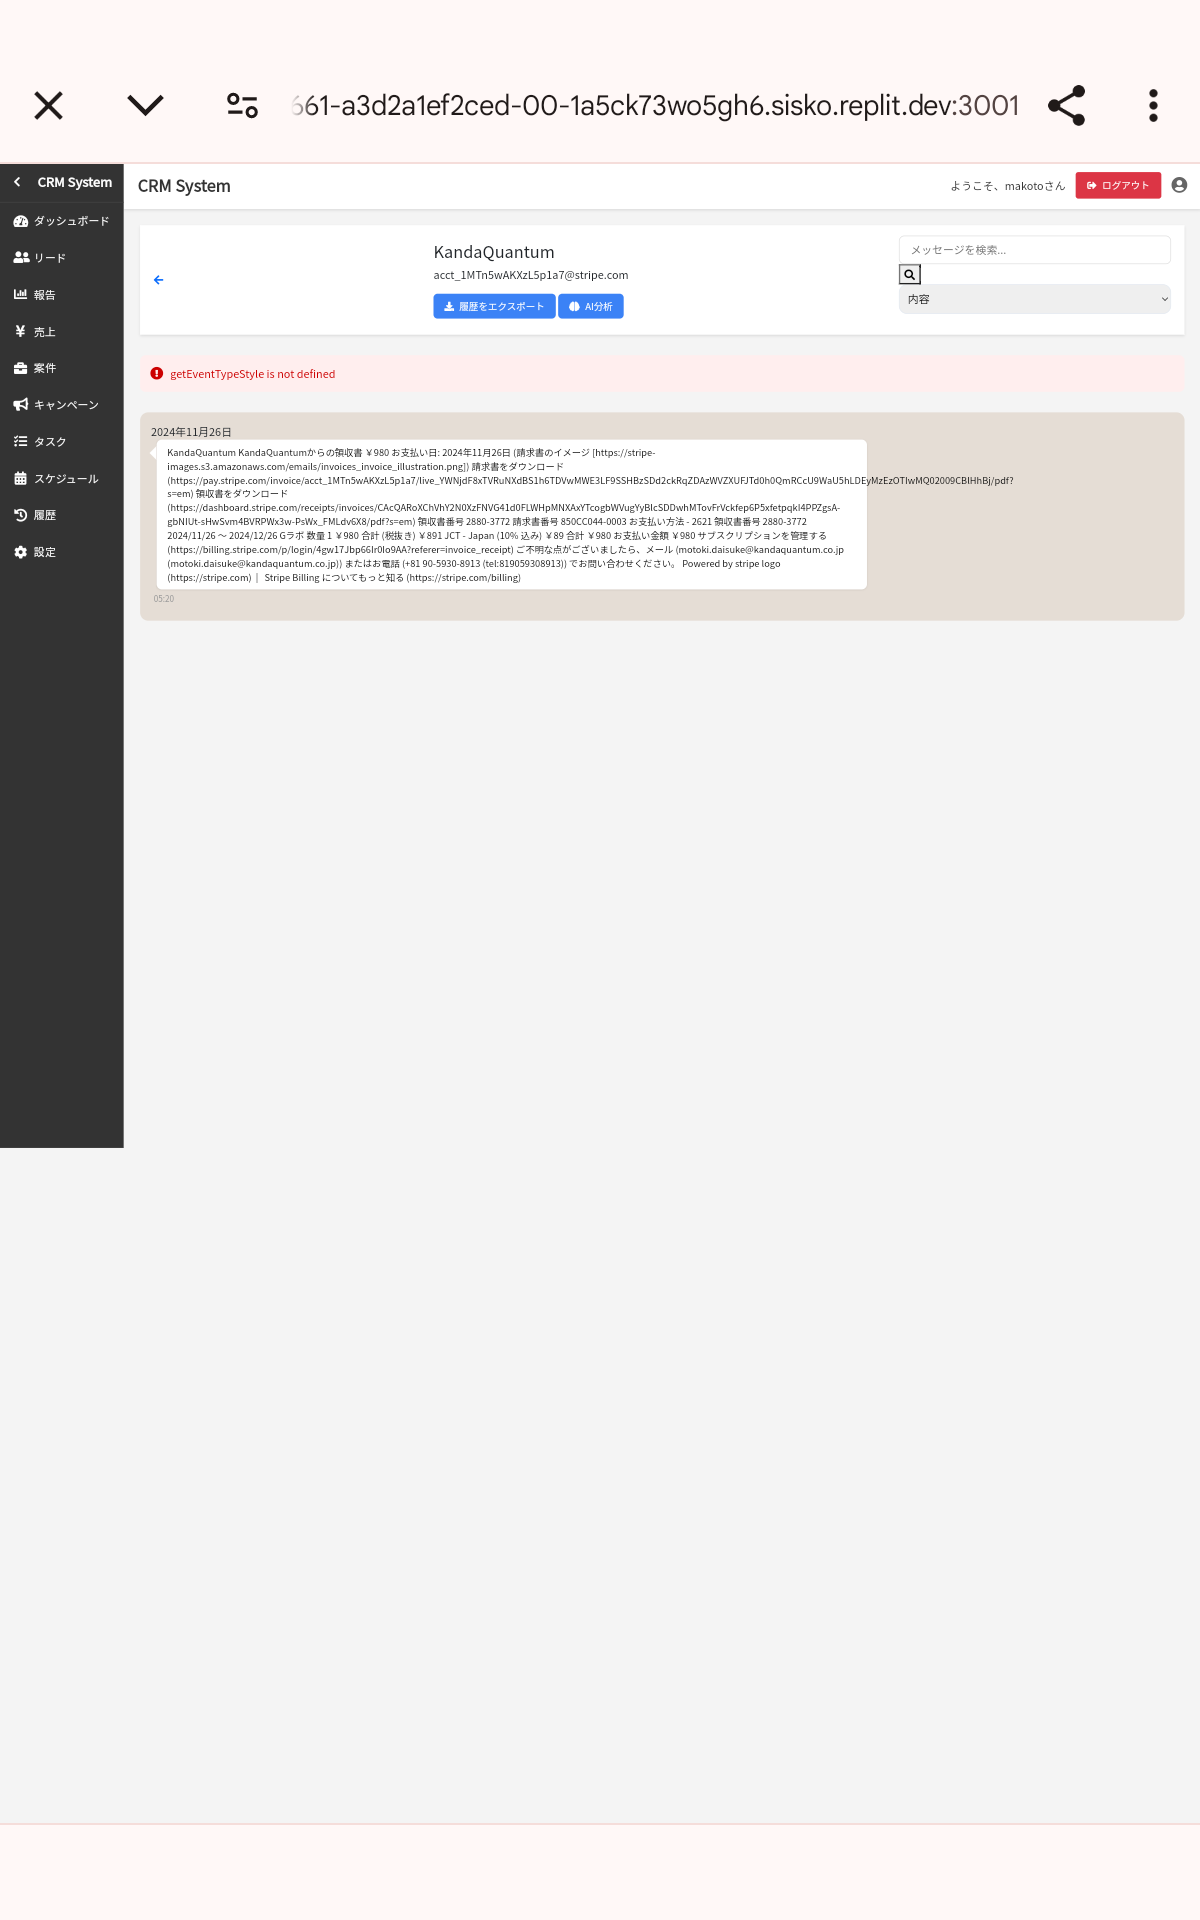 661-a3d2a1ef2ced-00-1a5ck73wo5gh6.sisko.replit.dev:3001
CRM System
CRM System
ようこそ、makotoさん
ログアウト
ダッシュボード
リード
報告
売上
案件
キャンペーン
タスク
スケジュール
履歴
設定
KandaQuantum
acct_1MTn5wAKXzL5p1a7@stripe.com
履歴をエクスポート
AI分析
メッセージを検索...
内容
getEventTypeStyle is not defined
2024年11月26日
KandaQuantum KandaQuantumからの領収書 ￥980 お支払い日: 2024年11月26日 (請求書のイメージ [https://stripe-
images.s3.amazonaws.com/emails/invoices_invoice_illustration.png]) 請求書をダウンロード
(https://pay.stripe.com/invoice/acct_1MTn5wAKXzL5p1a7/live_YWNjdF8xTVRuNXdBS1h6TDVwMWE3LF9SSHBzSDd2ckRqZDAzWVZXUFJTd0h0QmRCcU9WaU5hLDEyMzEzOTIwMQ02009CBIHhBj/pdf?
s=em) 領収書をダウンロード
(https://dashboard.stripe.com/receipts/invoices/CAcQARoXChVhY2N0XzFNVG41d0FLWHpMNXAxYTcogbWVugYyBIcSDDwhMTovFrVckfep6P5xfetpqkI4PPZgsA-
gbNIUt-sHwSvm4BVRPWx3w-PsWx_FMLdv6X8/pdf?s=em) 領収書番号 2880-3772 請求書番号 850CC044-0003 お支払い方法 - 2621 領収書番号 2880-3772
2024/11/26 ～ 2024/12/26 Gラボ 数量 1 ￥980 合計 (税抜き) ￥891 JCT - Japan (10% 込み) ￥89 合計 ￥980 お支払い金額 ￥980 サブスクリプションを管理する
(https://billing.stripe.com/p/login/4gw17Jbp66Ir0Io9AA?referer=invoice_receipt) ご不明な点がございましたら、メール (motoki.daisuke@kandaquantum.co.jp
(motoki.daisuke@kandaquantum.co.jp)) またはお電話 (+81 90-5930-8913 (tel:819059308913)) でお問い合わせください。 Powered by stripe logo
(https://stripe.com) | Stripe Billing についてもっと知る (https://stripe.com/billing)
05:20